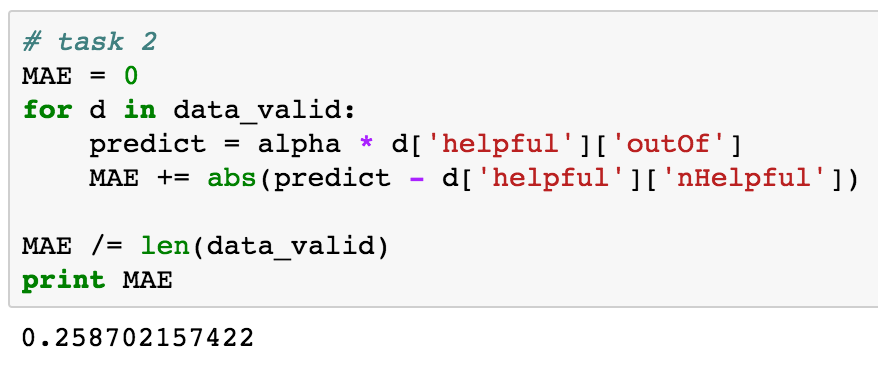 # task 2
MAE = 0
for d in data_valid:
    predict = alpha * d['helpful']['outOf']
    MAE += abs(predict - d['helpful']['nHelpful'])

MAE /= len(data_valid)
print MAE
0.258702157422